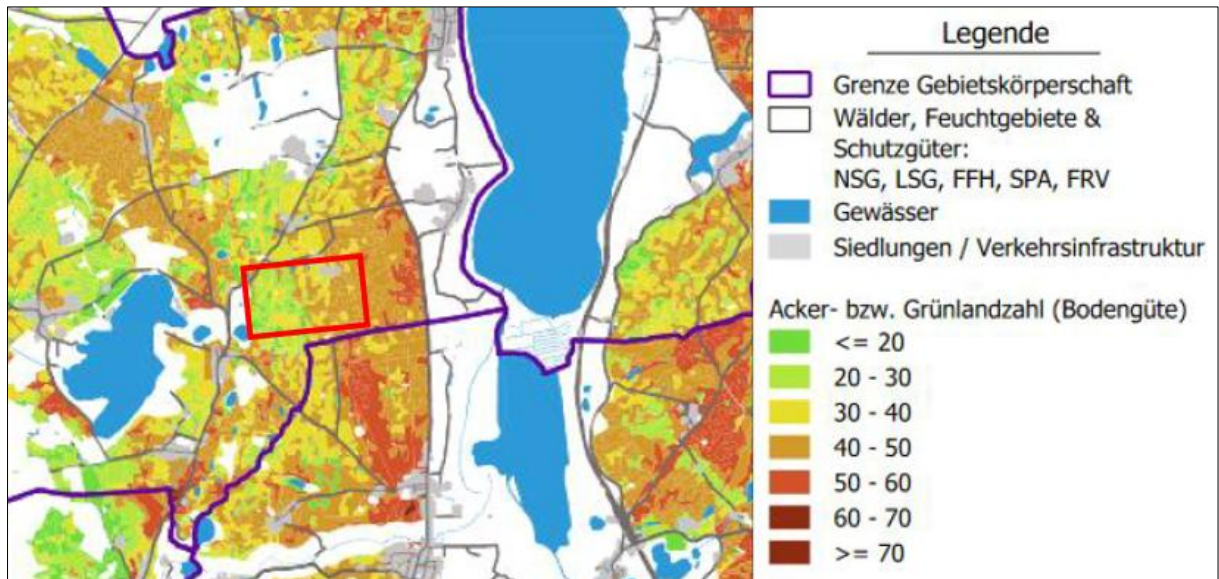 Legende
Grenze Gebietskörperschaft
Wälder, Feuchtgebiete &
Schutzgüter:
NSG, LSG, FFH, SPA, FRV
Gewässer
Siedlungen / Verkehrsinfrastruktur
Acker- bzw. Grünlandzahl (Bodengüte)
<= 20
20 - 30
30 - 40
40 - 50
50 - 60
60 - 70
>= 70